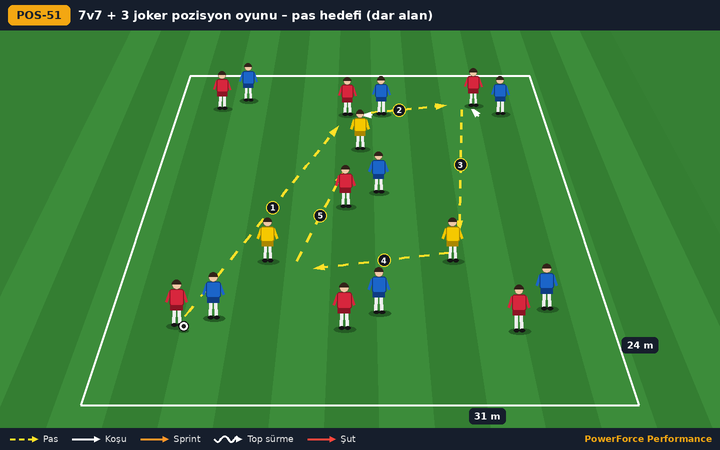 POS-51 7v7 + 3 joker pozisyon oyunu – pas hedefi (dar alan)
2
3
1
5
4
24 m
31 m
Pas Koşu Sprint Top sürme Şut PowerForce Performance